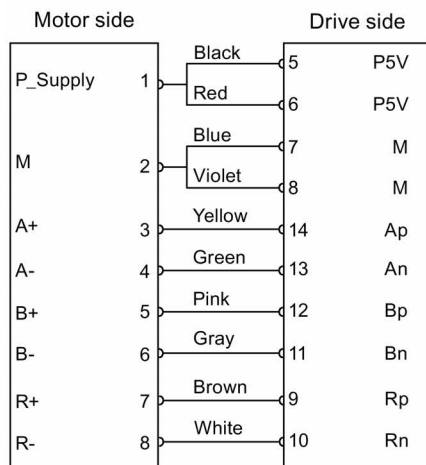 Motor side Drive side
Black
P_Supply 1 5 P5V
Red
6 P5V
Blue
7 M
M 2
Violet
8 M
Yellow
A+ 3 14 Ap
Green
A- 4 13 An
Pink
B+ 5 12 Bp
Gray
B- 6 11 Bn
Brown
R+ 7 9 Rp
White
R- 8 10 Rn